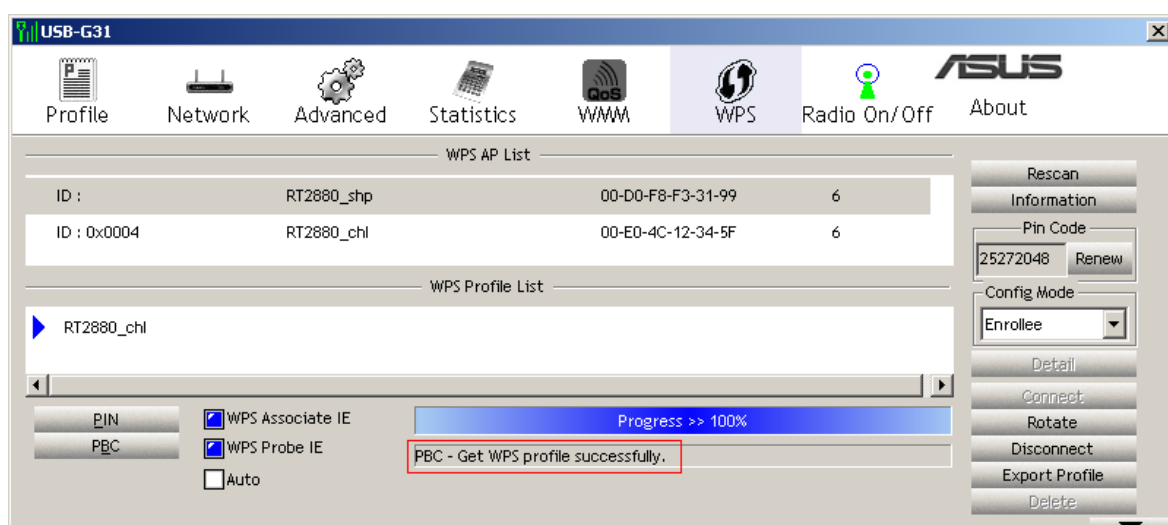 USB-G31
Profile Network Advanced Statistics QoS WMM WPS Radio On/Off ASUS About
WPS AP List
ID : RT2880_shp 00-D0-F8-F3-31-99 6
ID : 0x0004 RT2880_chl 00-E0-4C-12-34-5F 6
WPS Profile List
RT2880_chl
PIN
PBC
WPS Associate IE
WPS Probe IE
Auto
Progress >> 100%
PBC - Get WPS profile successfully.
Rescan
Information
Pin Code
25272048 Renew
Config Mode
Enrollee
Detail
Connect
Rotate
Disconnect
Export Profile
Delete